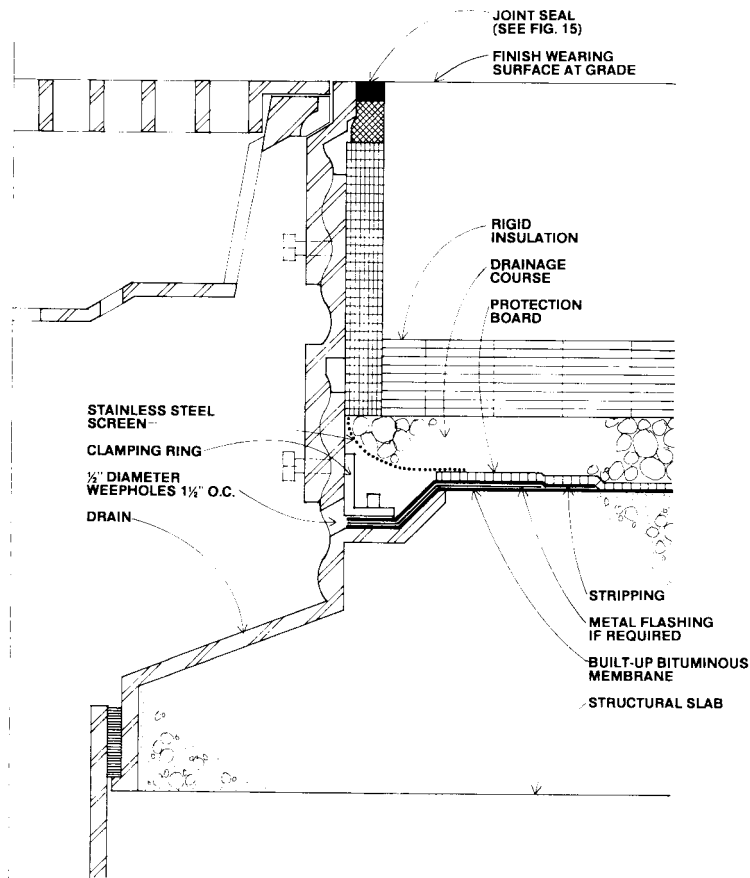 JOINT SEAL
(SEE FIG. 15)
FINISH WEARING
SURFACE AT GRADE
RIGID
INSULATION
DRAINAGE
COURSE
PROTECTION
BOARD
STAINLESS STEEL
SCREEN
CLAMPING RING
½" DIAMETER
WEEPHOLES 1½" O.C.
DRAIN
STRIPPING
METAL FLASHING
IF REQUIRED
BUILT-UP BITUMINOUS
MEMBRANE
STRUCTURAL SLAB